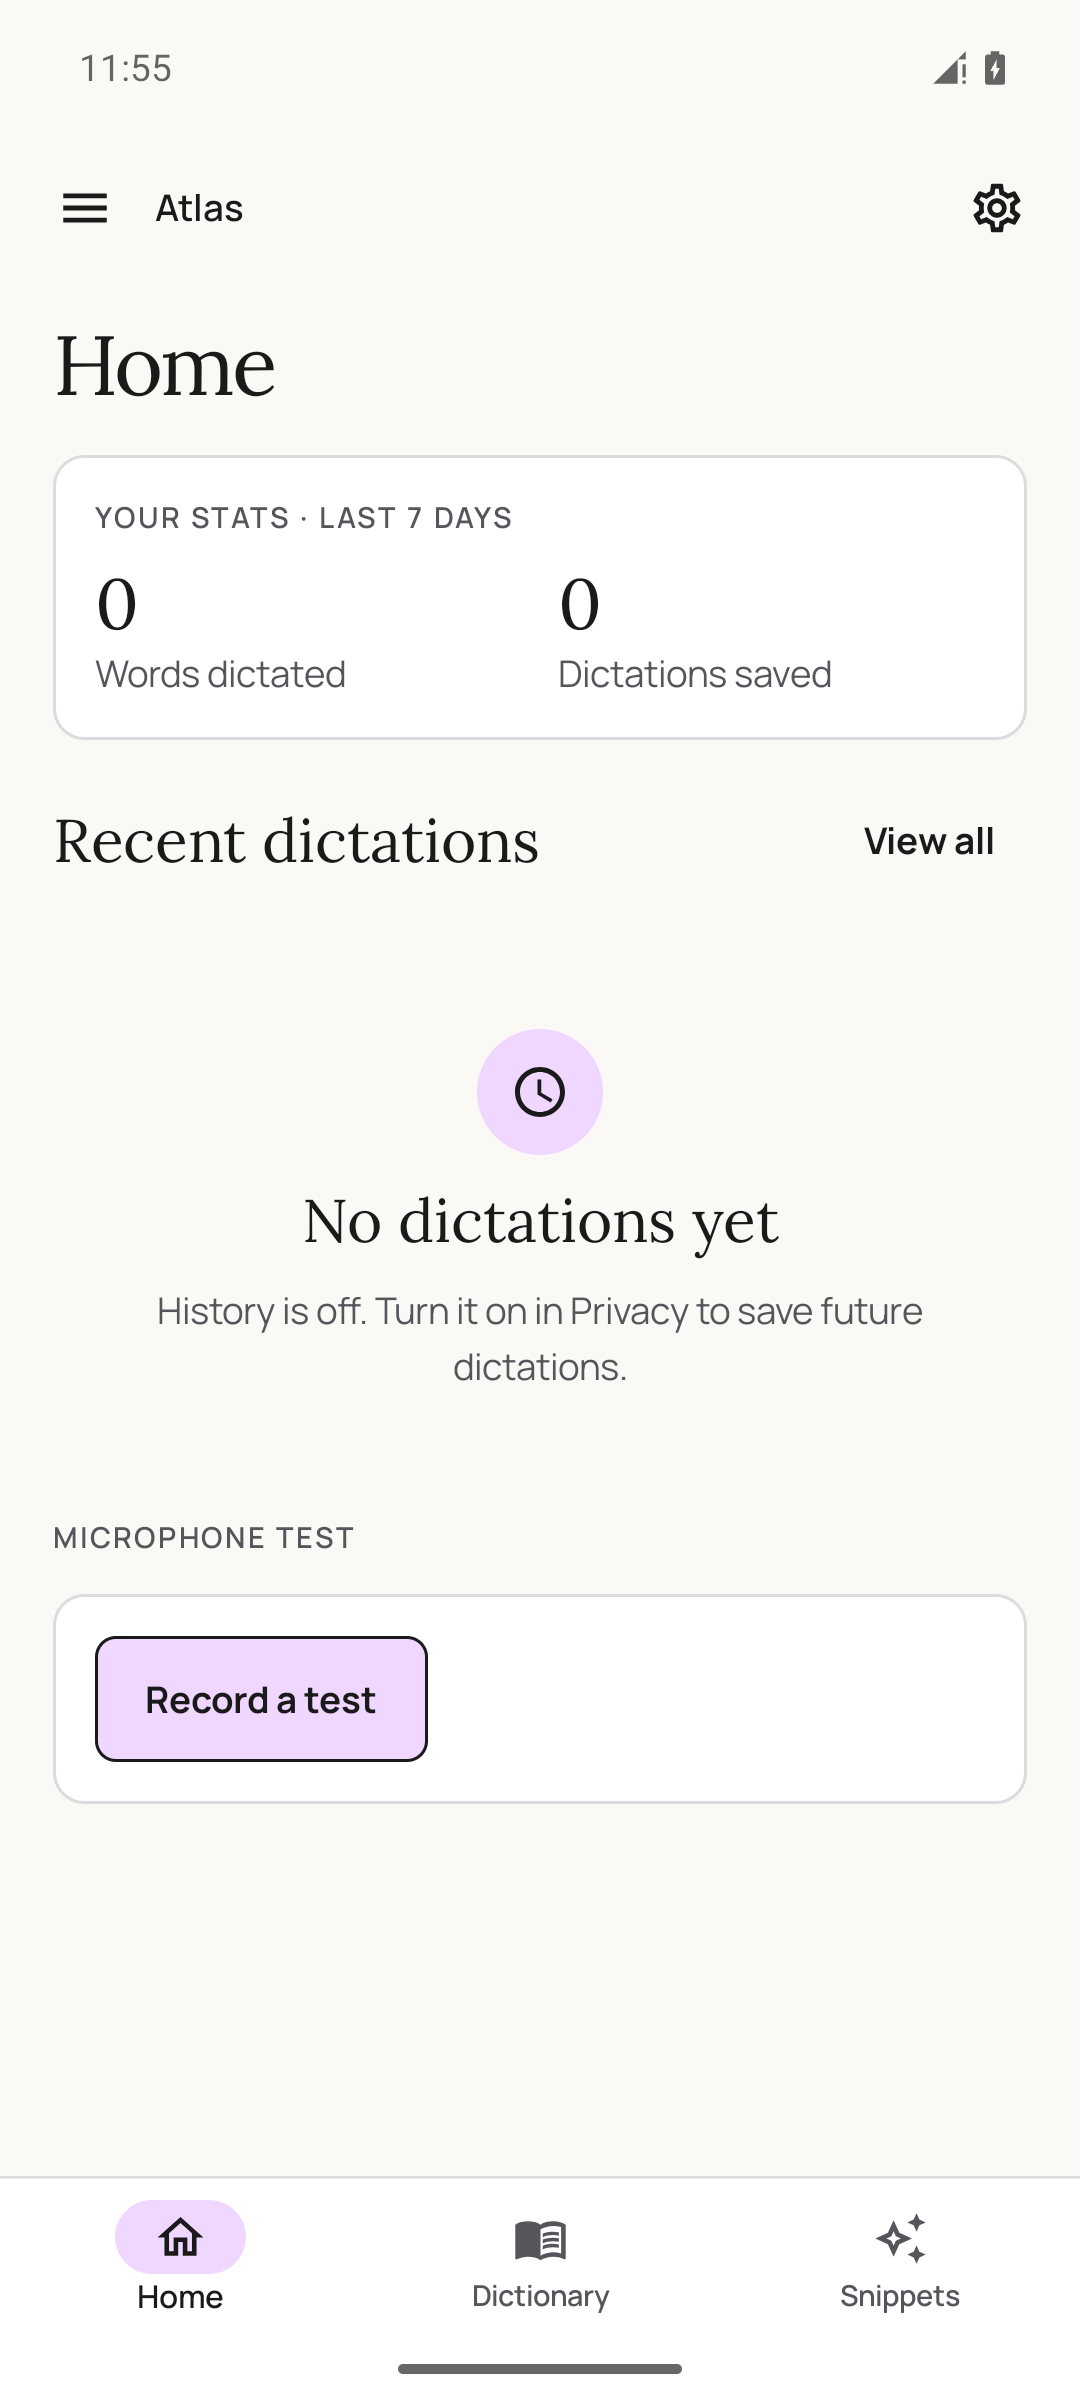 11:55
Atlas
Home
YOUR STATS · LAST 7 DAYS
0
0
Words dictated
Dictations saved
Recent dictations
View all
No dictations yet
History is off. Turn it on in Privacy to save future
dictations.
MICROPHONE TEST
Record a test
Home
Dictionary
Snippets